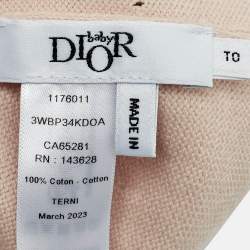 baby
DIOR
TO
1176011
3WBP34KDOA
CA65281
RN : 143628
100% Coton - Cotton
TERNI
March 2023
MADE IN